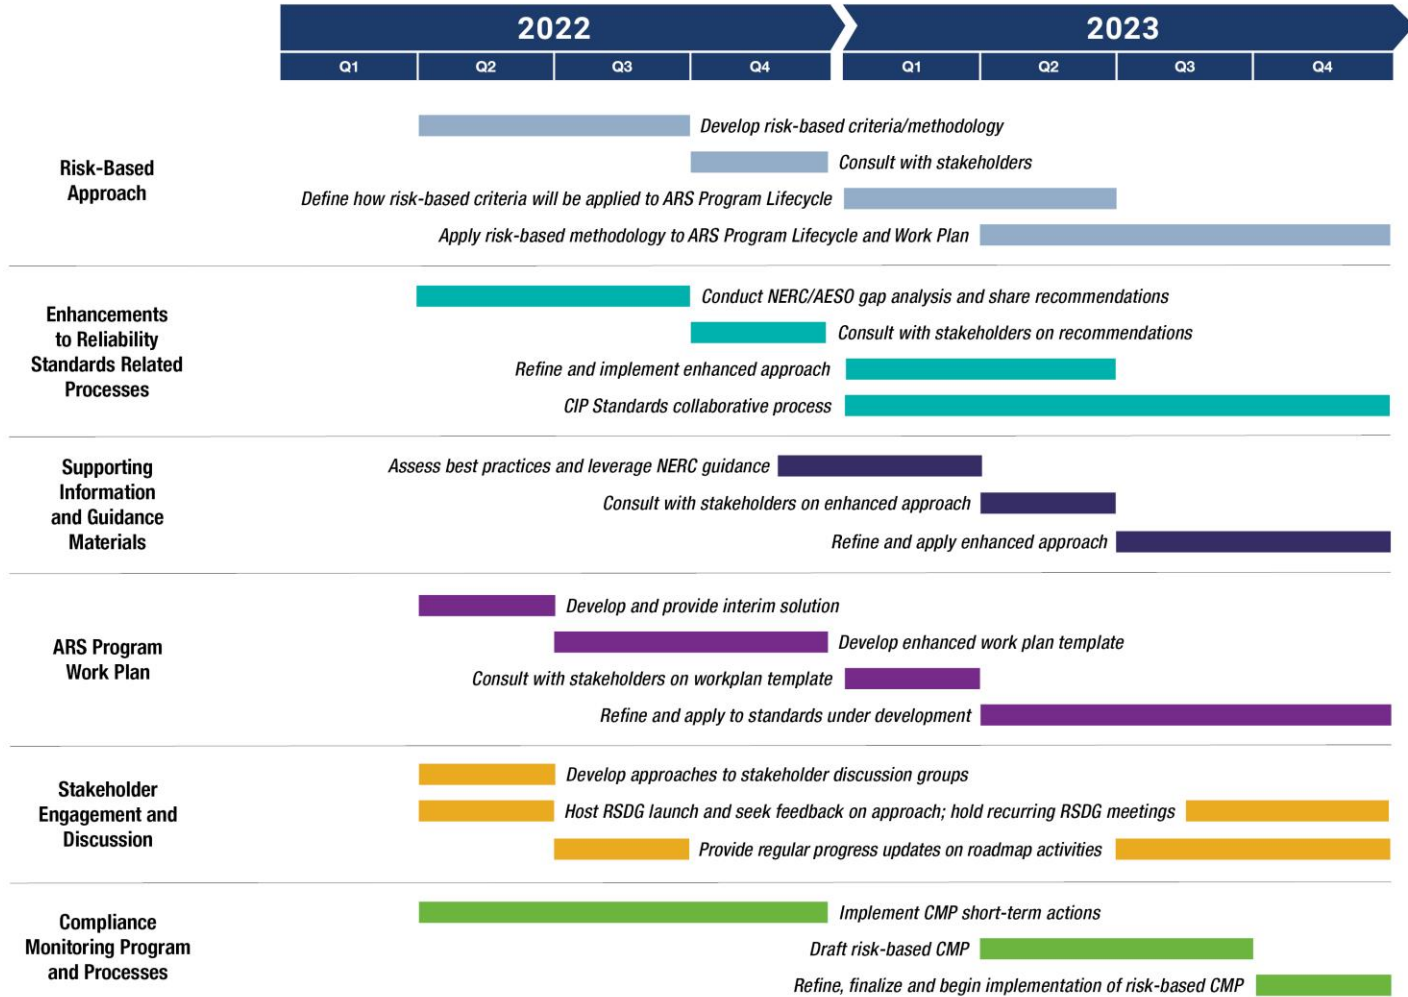 2022
2023
Q1
Q2
Q3
Q4
Q1
Q2
Q3
Q4
Risk-Based
Approach
Develop risk-based criteria/methodology
Consult with stakeholders
Define how risk-based criteria will be applied to ARS Program Lifecycle
Apply risk-based methodology to ARS Program Lifecycle and Work Plan
Enhancements
to Reliability
Standards Related
Processes
Conduct NERC/AESO gap analysis and share recommendations
Consult with stakeholders on recommendations
Refine and implement enhanced approach
CIP Standards collaborative process
Supporting
Information
and Guidance
Materials
Assess best practices and leverage NERC guidance
Consult with stakeholders on enhanced approach
Refine and apply enhanced approach
ARS Program
Work Plan
Develop and provide interim solution
Develop enhanced work plan template
Consult with stakeholders on workplan template
Refine and apply to standards under development
Stakeholder
Engagement and
Discussion
Develop approaches to stakeholder discussion groups
Host RSDG launch and seek feedback on approach; hold recurring RSDG meetings
Provide regular progress updates on roadmap activities
Compliance
Monitoring Program
and Processes
Implement CMP short-term actions
Draft risk-based CMP
Refine, finalize and begin implementation of risk-based CMP